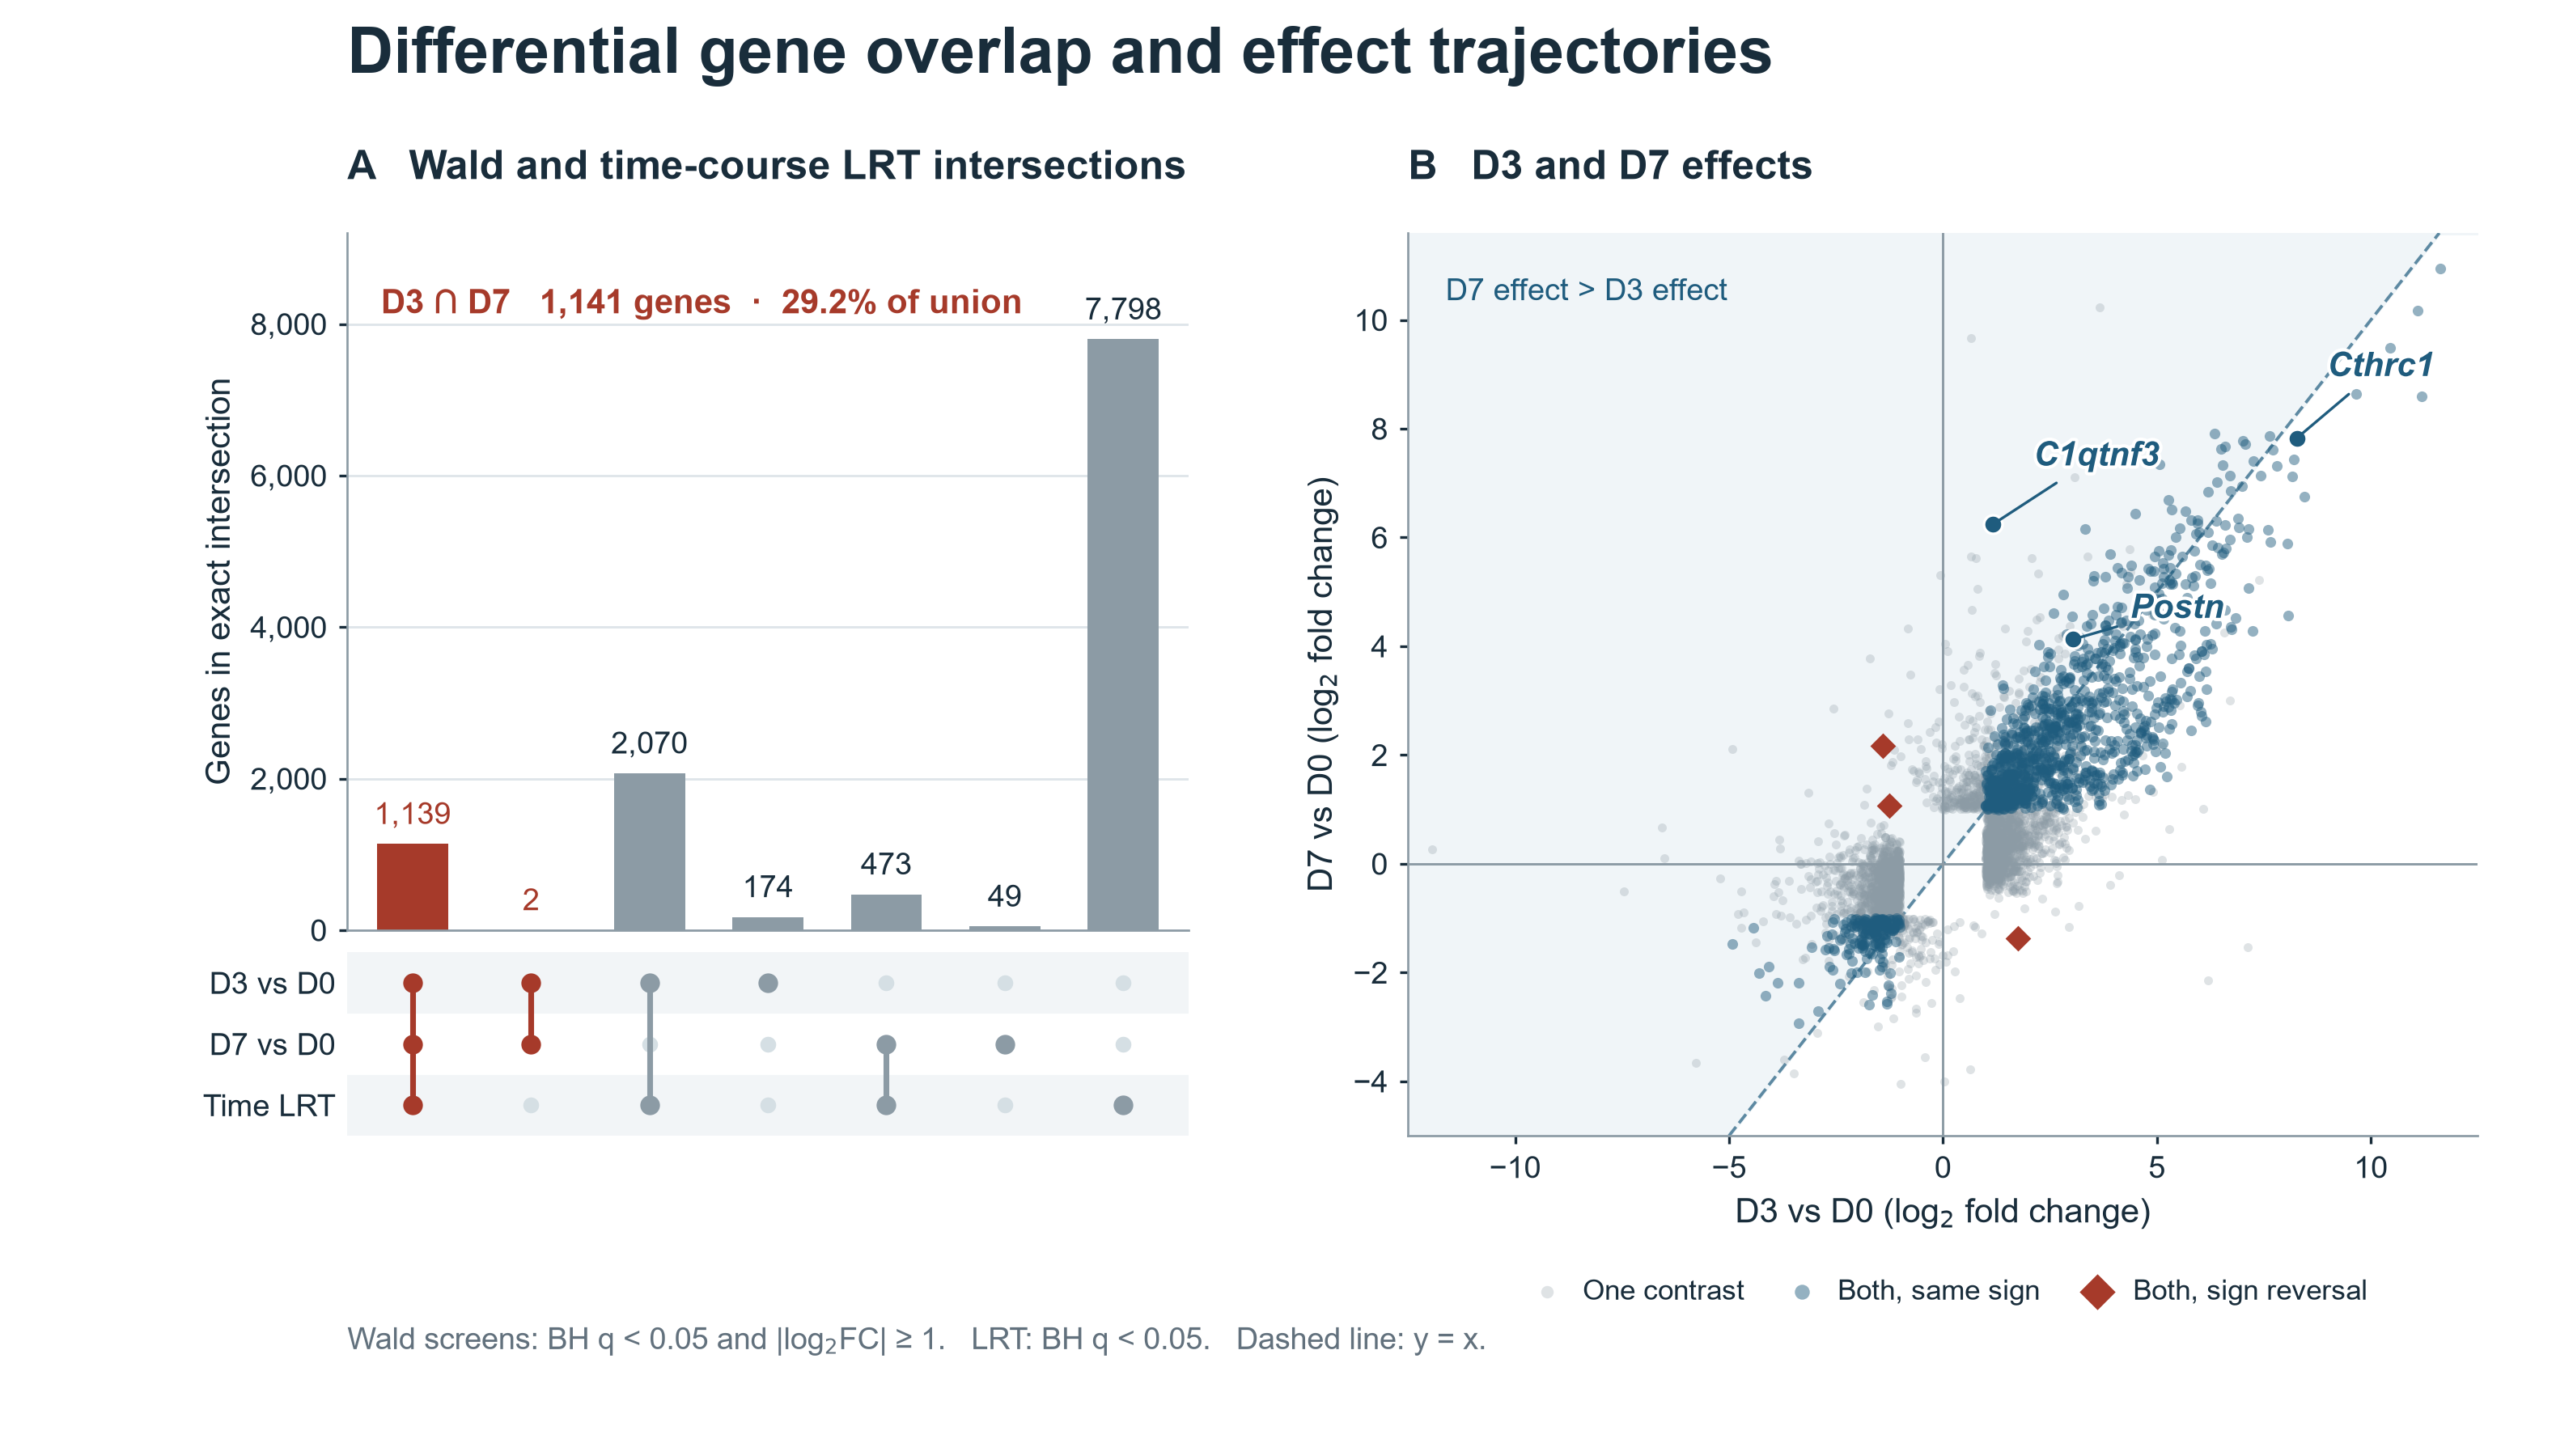 Differential gene overlap and effect trajectories
A Wald and time-course LRT intersections
D3 ∩ D7 1,141 genes · 29.2% of union
Genes in exact intersection
8,000
6,000
4,000
2,000
0
1,139
2
2,070
174
473
49
7,798
D3 vs D0
D7 vs D0
Time LRT
B D3 and D7 effects
D7 effect > D3 effect
D7 vs D0 (log₂ fold change)
10
8
6
4
2
0
−2
−4
Cthrc1
C1qtnf3
Postn
−10
−5
0
5
10
D3 vs D0 (log₂ fold change)
One contrast
Both, same sign
Both, sign reversal
Wald screens: BH q < 0.05 and |log₂FC| ≥ 1. LRT: BH q < 0.05. Dashed line: y = x.